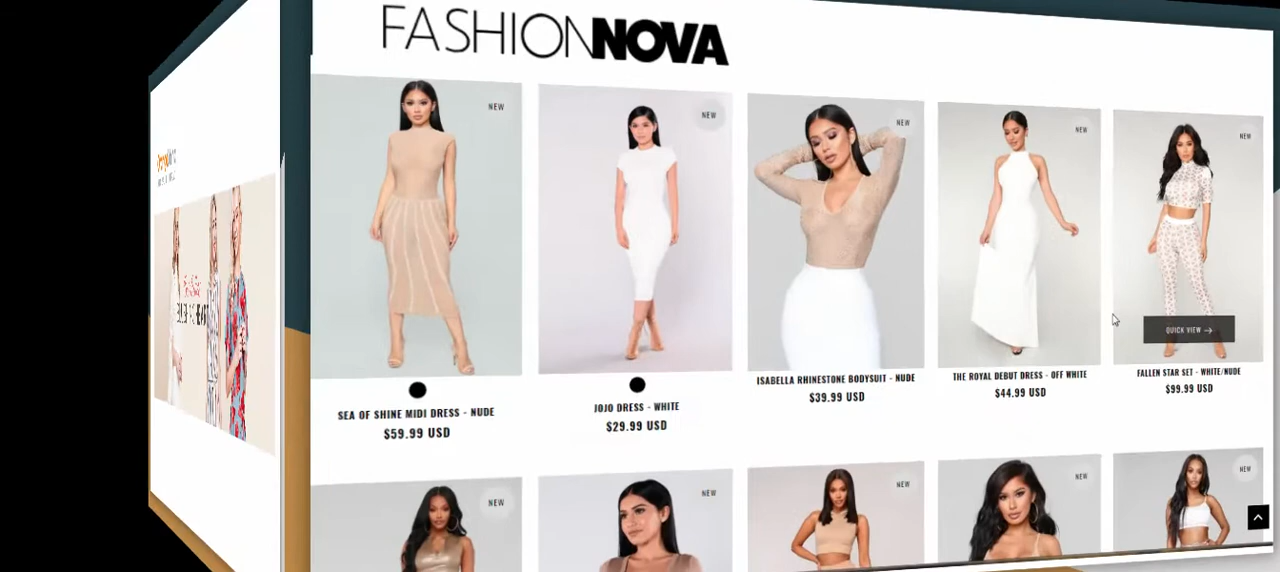 FASHIONNOVA
NEW
NEW
NEW
NEW
NEW
QUICK VIEW →
SEA OF SHINE MIDI DRESS - NUDE
$59.99 USD
JOJO DRESS - WHITE
$29.99 USD
ISABELLA RHINESTONE BODYSUIT - NUDE
$39.99 USD
THE ROYAL DEBUT DRESS - OFF WHITE
$44.99 USD
FALLEN STAR SET - WHITE/NUDE
$99.99 USD
NEW
NEW
NEW
NEW
NEW